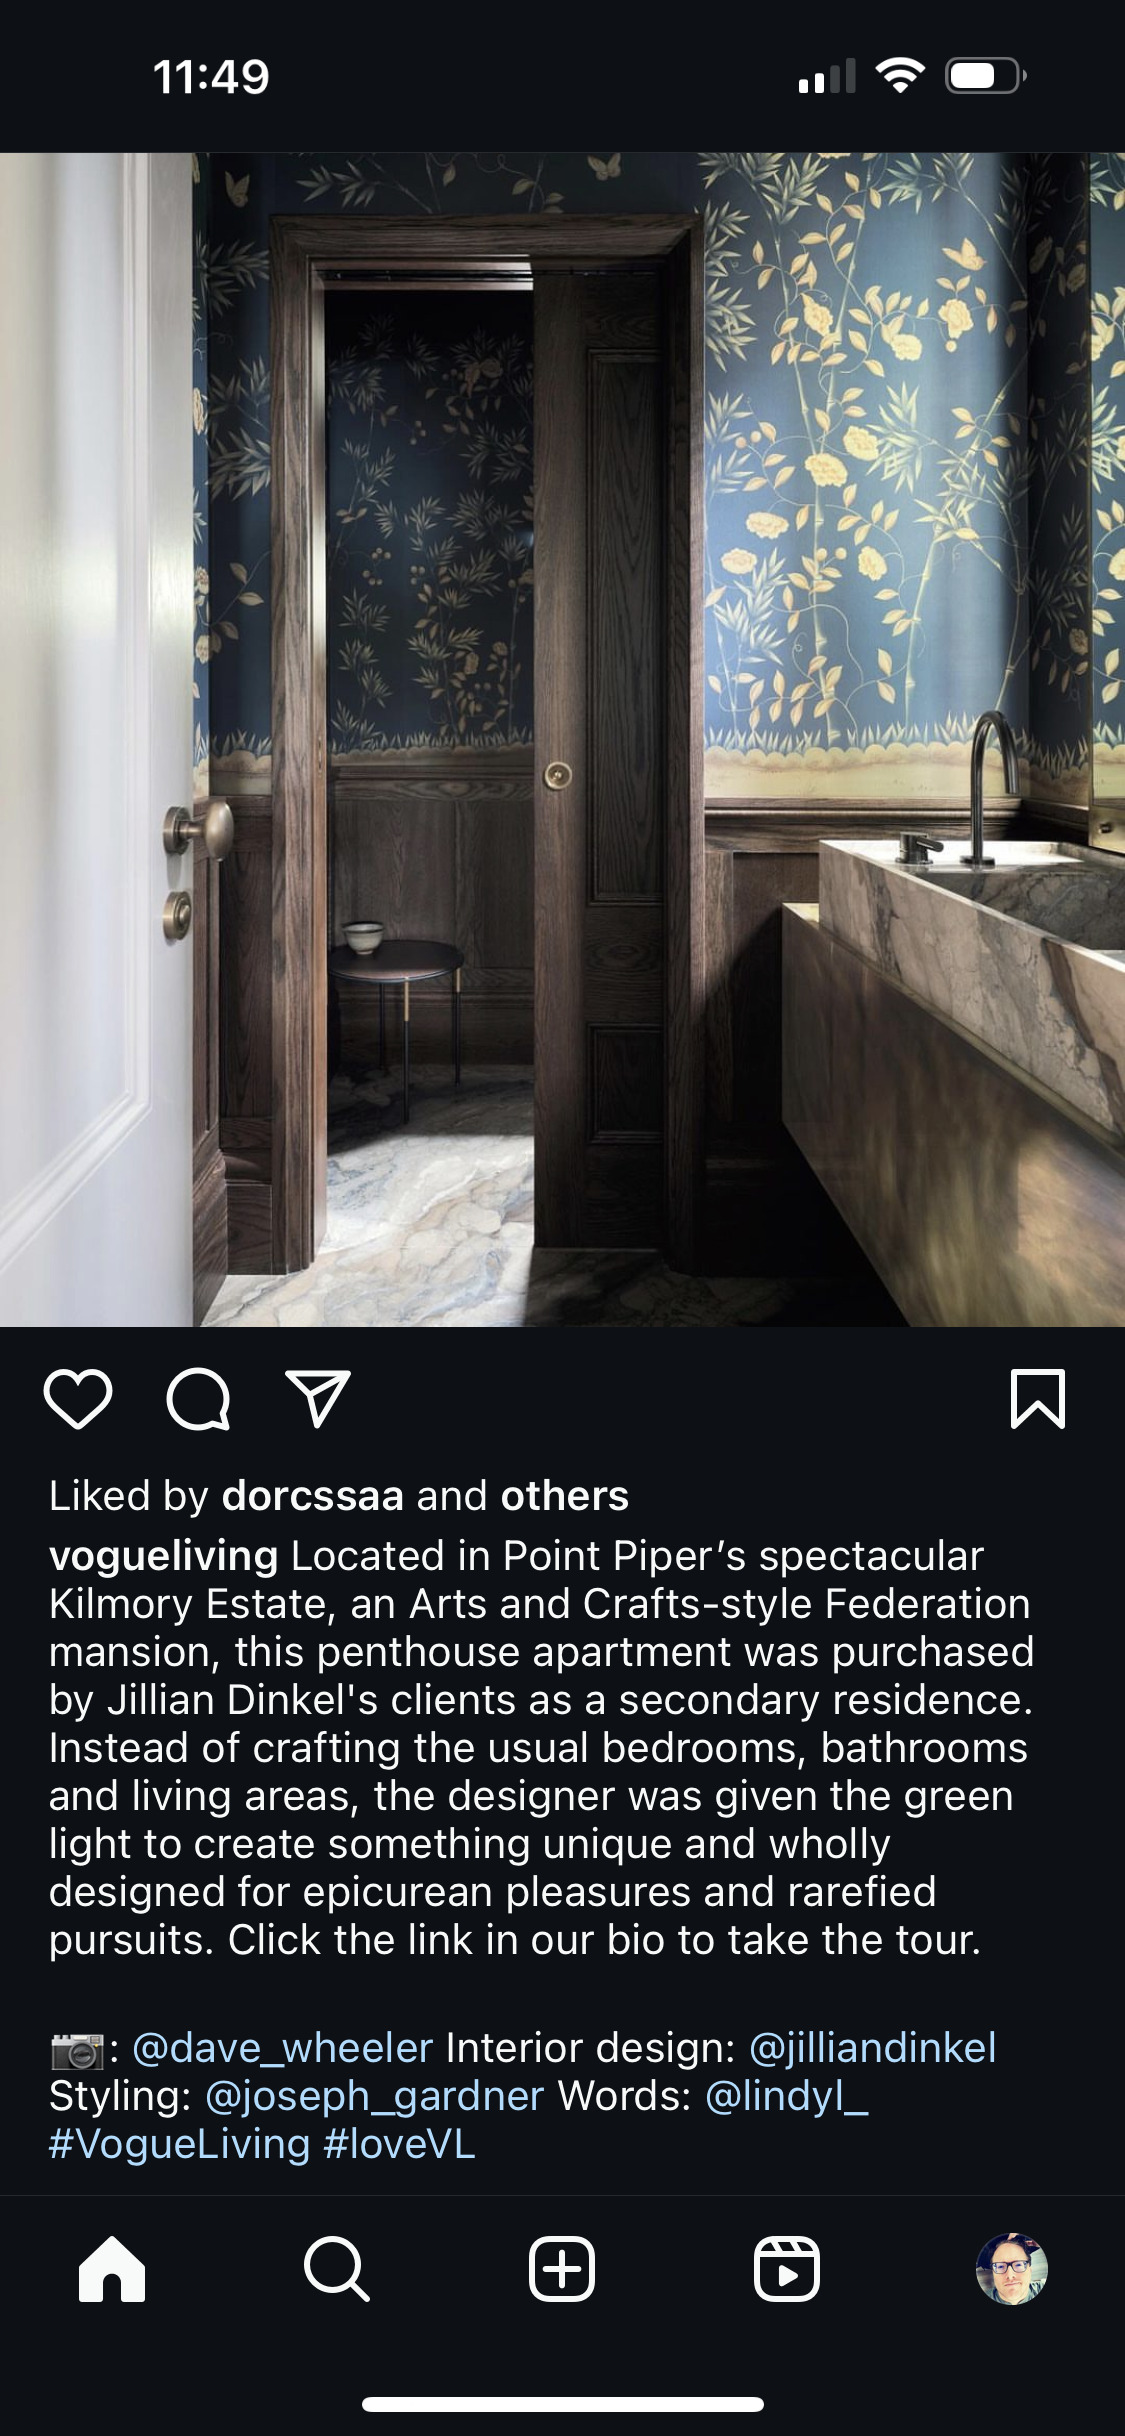 11:49
Liked by dorcssaa and others
vogueliving Located in Point Piper’s spectacular
Kilmory Estate, an Arts and Crafts-style Federation
mansion, this penthouse apartment was purchased
by Jillian Dinkel's clients as a secondary residence.
Instead of crafting the usual bedrooms, bathrooms
and living areas, the designer was given the green
light to create something unique and wholly
designed for epicurean pleasures and rarefied
pursuits. Click the link in our bio to take the tour.
📷: @dave_wheeler Interior design: @jilliandinkel
Styling: @joseph_gardner Words: @lindyl_
#VogueLiving #loveVL